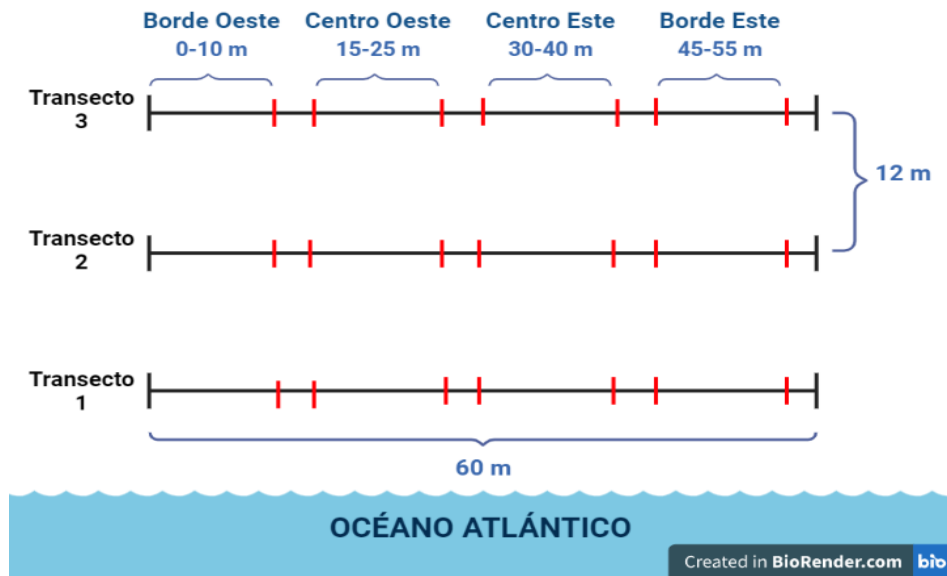 Borde Oeste
0-10 m
Centro Oeste
15-25 m
Centro Este
30-40 m
Borde Este
45-55 m
Transecto
3
12 m
Transecto
2
Transecto
1
60 m
OCÉANO ATLÁNTICO
Created in BioRender.com bio